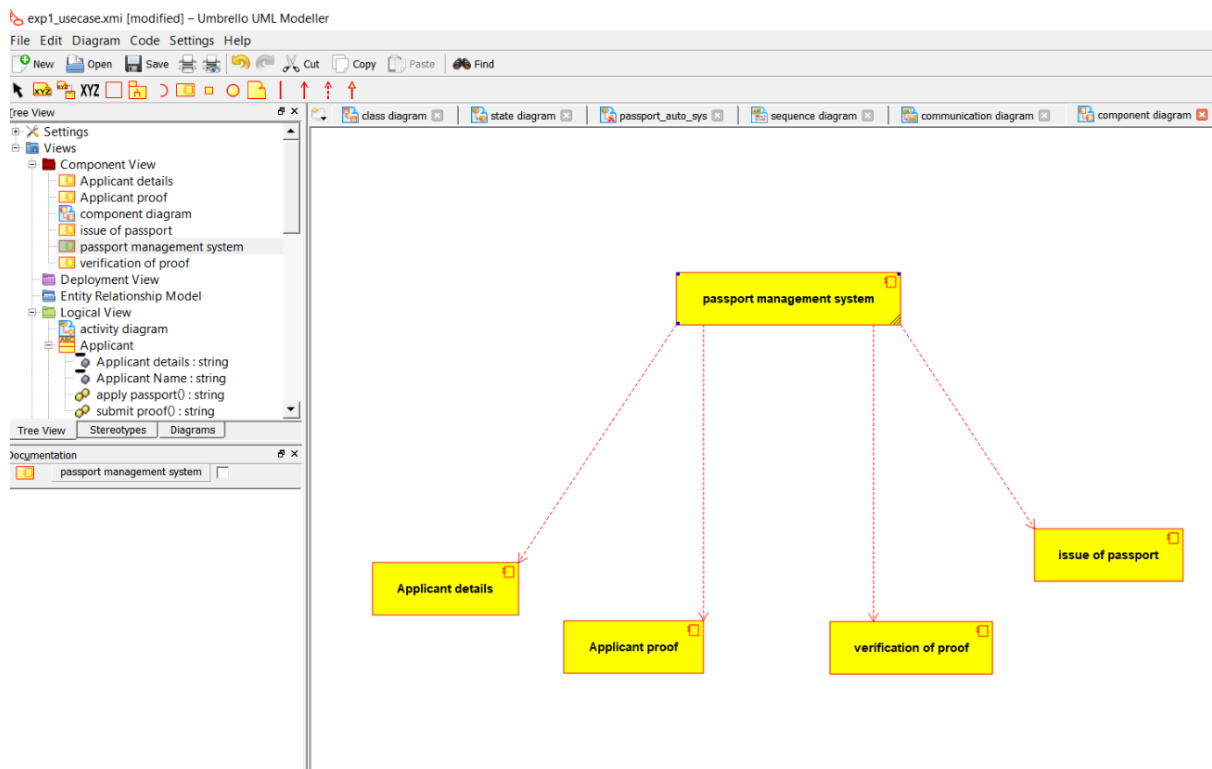 exp1_usecase.xmi [modified] – Umbrello UML Modeller
File Edit Diagram Code Settings Help
New Open Save Cut Copy Paste Find
XYZ XYZ XYZ
Tree View
class diagram state diagram passport_auto_sys sequence diagram communication diagram component diagram
Settings
Views
Component View
Applicant details
Applicant proof
component diagram
issue of passport
passport management system
verification of proof
Deployment View
Entity Relationship Model
Logical View
activity diagram
ABC
Applicant
Applicant details : string
Applicant Name : string
apply passport() : string
submit proof() : string
Tree View Stereotypes Diagrams
Documentation
passport management system
passport management system
issue of passport
Applicant details
Applicant proof
verification of proof